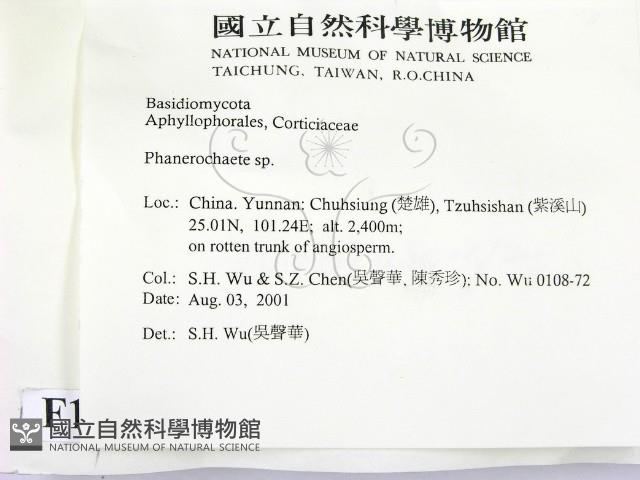 國立自然科學博物館
NATIONAL MUSEUM OF NATURAL SCIENCE
TAICHUNG, TAIWAN, R.O.CHINA
Basidiomycota
Aphyllophorales, Corticiaceae
Phanerochaete sp.
Loc.: China. Yunnan: Chuhsiung (楚雄), Tzuhsishan (紫溪山)
25.01N, 101.24E; alt. 2,400m;
on rotten trunk of angiosperm.
Col.: S.H. Wu & S.Z. Chen(吳聲華, 陳秀珍); No. Wu 0108-72
Date: Aug. 03, 2001
Det.: S.H. Wu(吳聲華)
F1
國立自然科學博物館
NATIONAL MUSEUM OF NATURAL SCIENCE